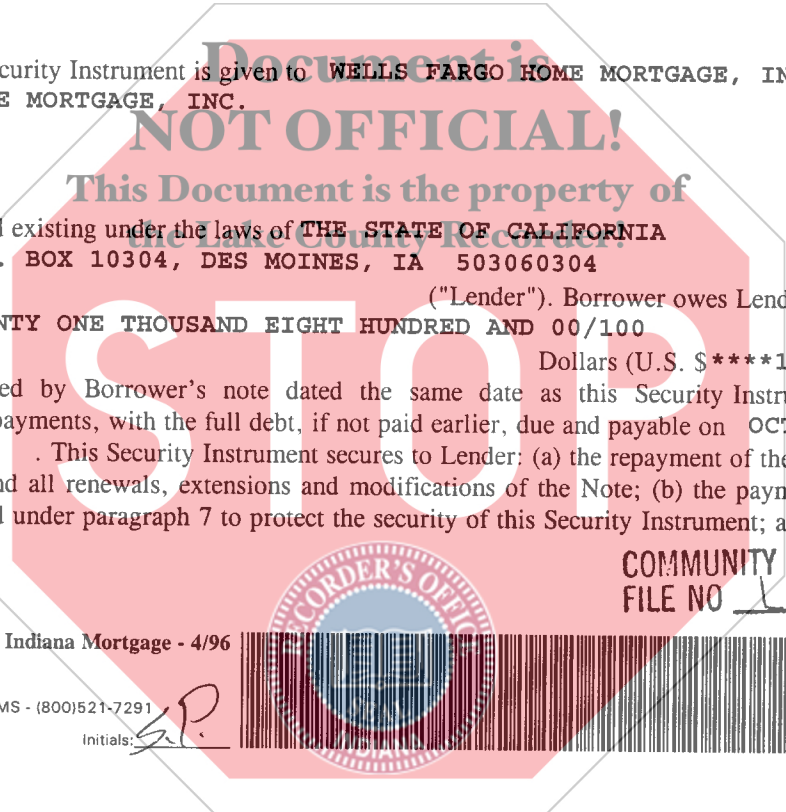 Document is
curity Instrument is given to WELLS FARGO HOME MORTGAGE, IN
E MORTGAGE, INC.
NOT OFFICIAL!
This Document is the property of
the Lake County Recorder!
existing under the laws of THE STATE OF CALIFORNIA
. BOX 10304, DES MOINES, IA 503060304
("Lender"). Borrower owes Lend
NTY ONE THOUSAND EIGHT HUNDRED AND 00/100
Dollars (U.S. $****1
STOP
ed by Borrower's note dated the same date as this Security Instru
payments, with the full debt, if not paid earlier, due and payable on OCT
. This Security Instrument secures to Lender: (a) the repayment of the
nd all renewals, extensions and modifications of the Note; (b) the payn
under paragraph 7 to protect the security of this Security Instrument; a
COMMUNITY
FILE NO
RECORDER'S OFFICE
SEAL
INDIANA
Indiana Mortgage - 4/96
MS - (800)521-7291
Initials: S.P.